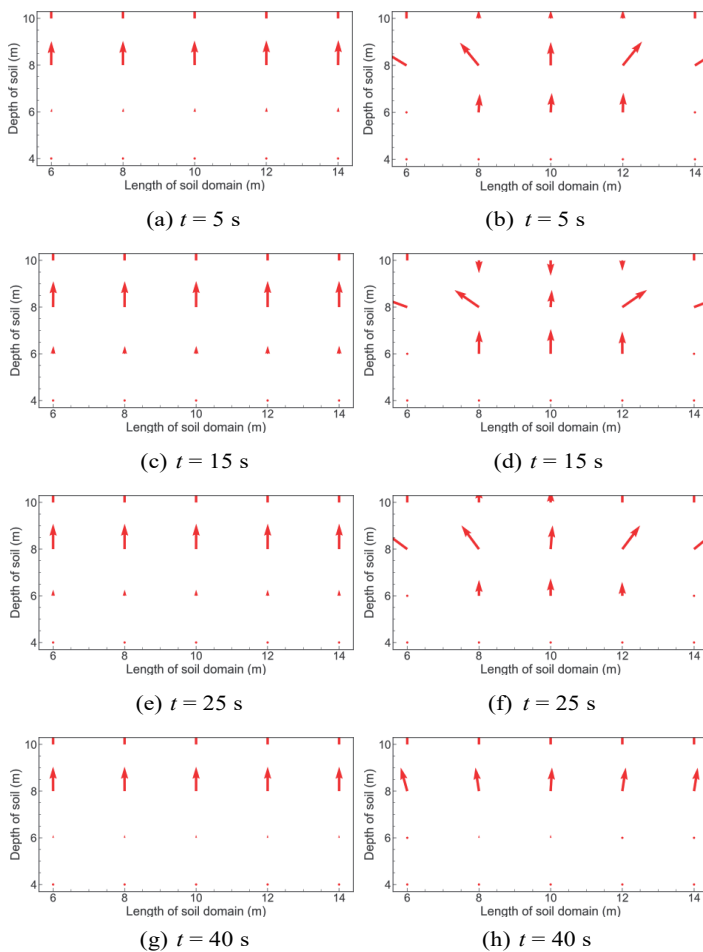 10
8
6
4
Depth of soil (m)
6 8 10 12 14
Length of soil domain (m)
(a) t = 5 s
10
8
6
4
Depth of soil (m)
6 8 10 12 14
Length of soil domain (m)
(b) t = 5 s
10
8
6
4
Depth of soil (m)
6 8 10 12 14
Length of soil domain (m)
(c) t = 15 s
10
8
6
4
Depth of soil (m)
6 8 10 12 14
Length of soil domain (m)
(d) t = 15 s
10
8
6
4
Depth of soil (m)
6 8 10 12 14
Length of soil domain (m)
(e) t = 25 s
10
8
6
4
Depth of soil (m)
6 8 10 12 14
Length of soil domain (m)
(f) t = 25 s
10
8
6
4
Depth of soil (m)
6 8 10 12 14
Length of soil domain (m)
(g) t = 40 s
10
8
6
4
Depth of soil (m)
6 8 10 12 14
Length of soil domain (m)
(h) t = 40 s